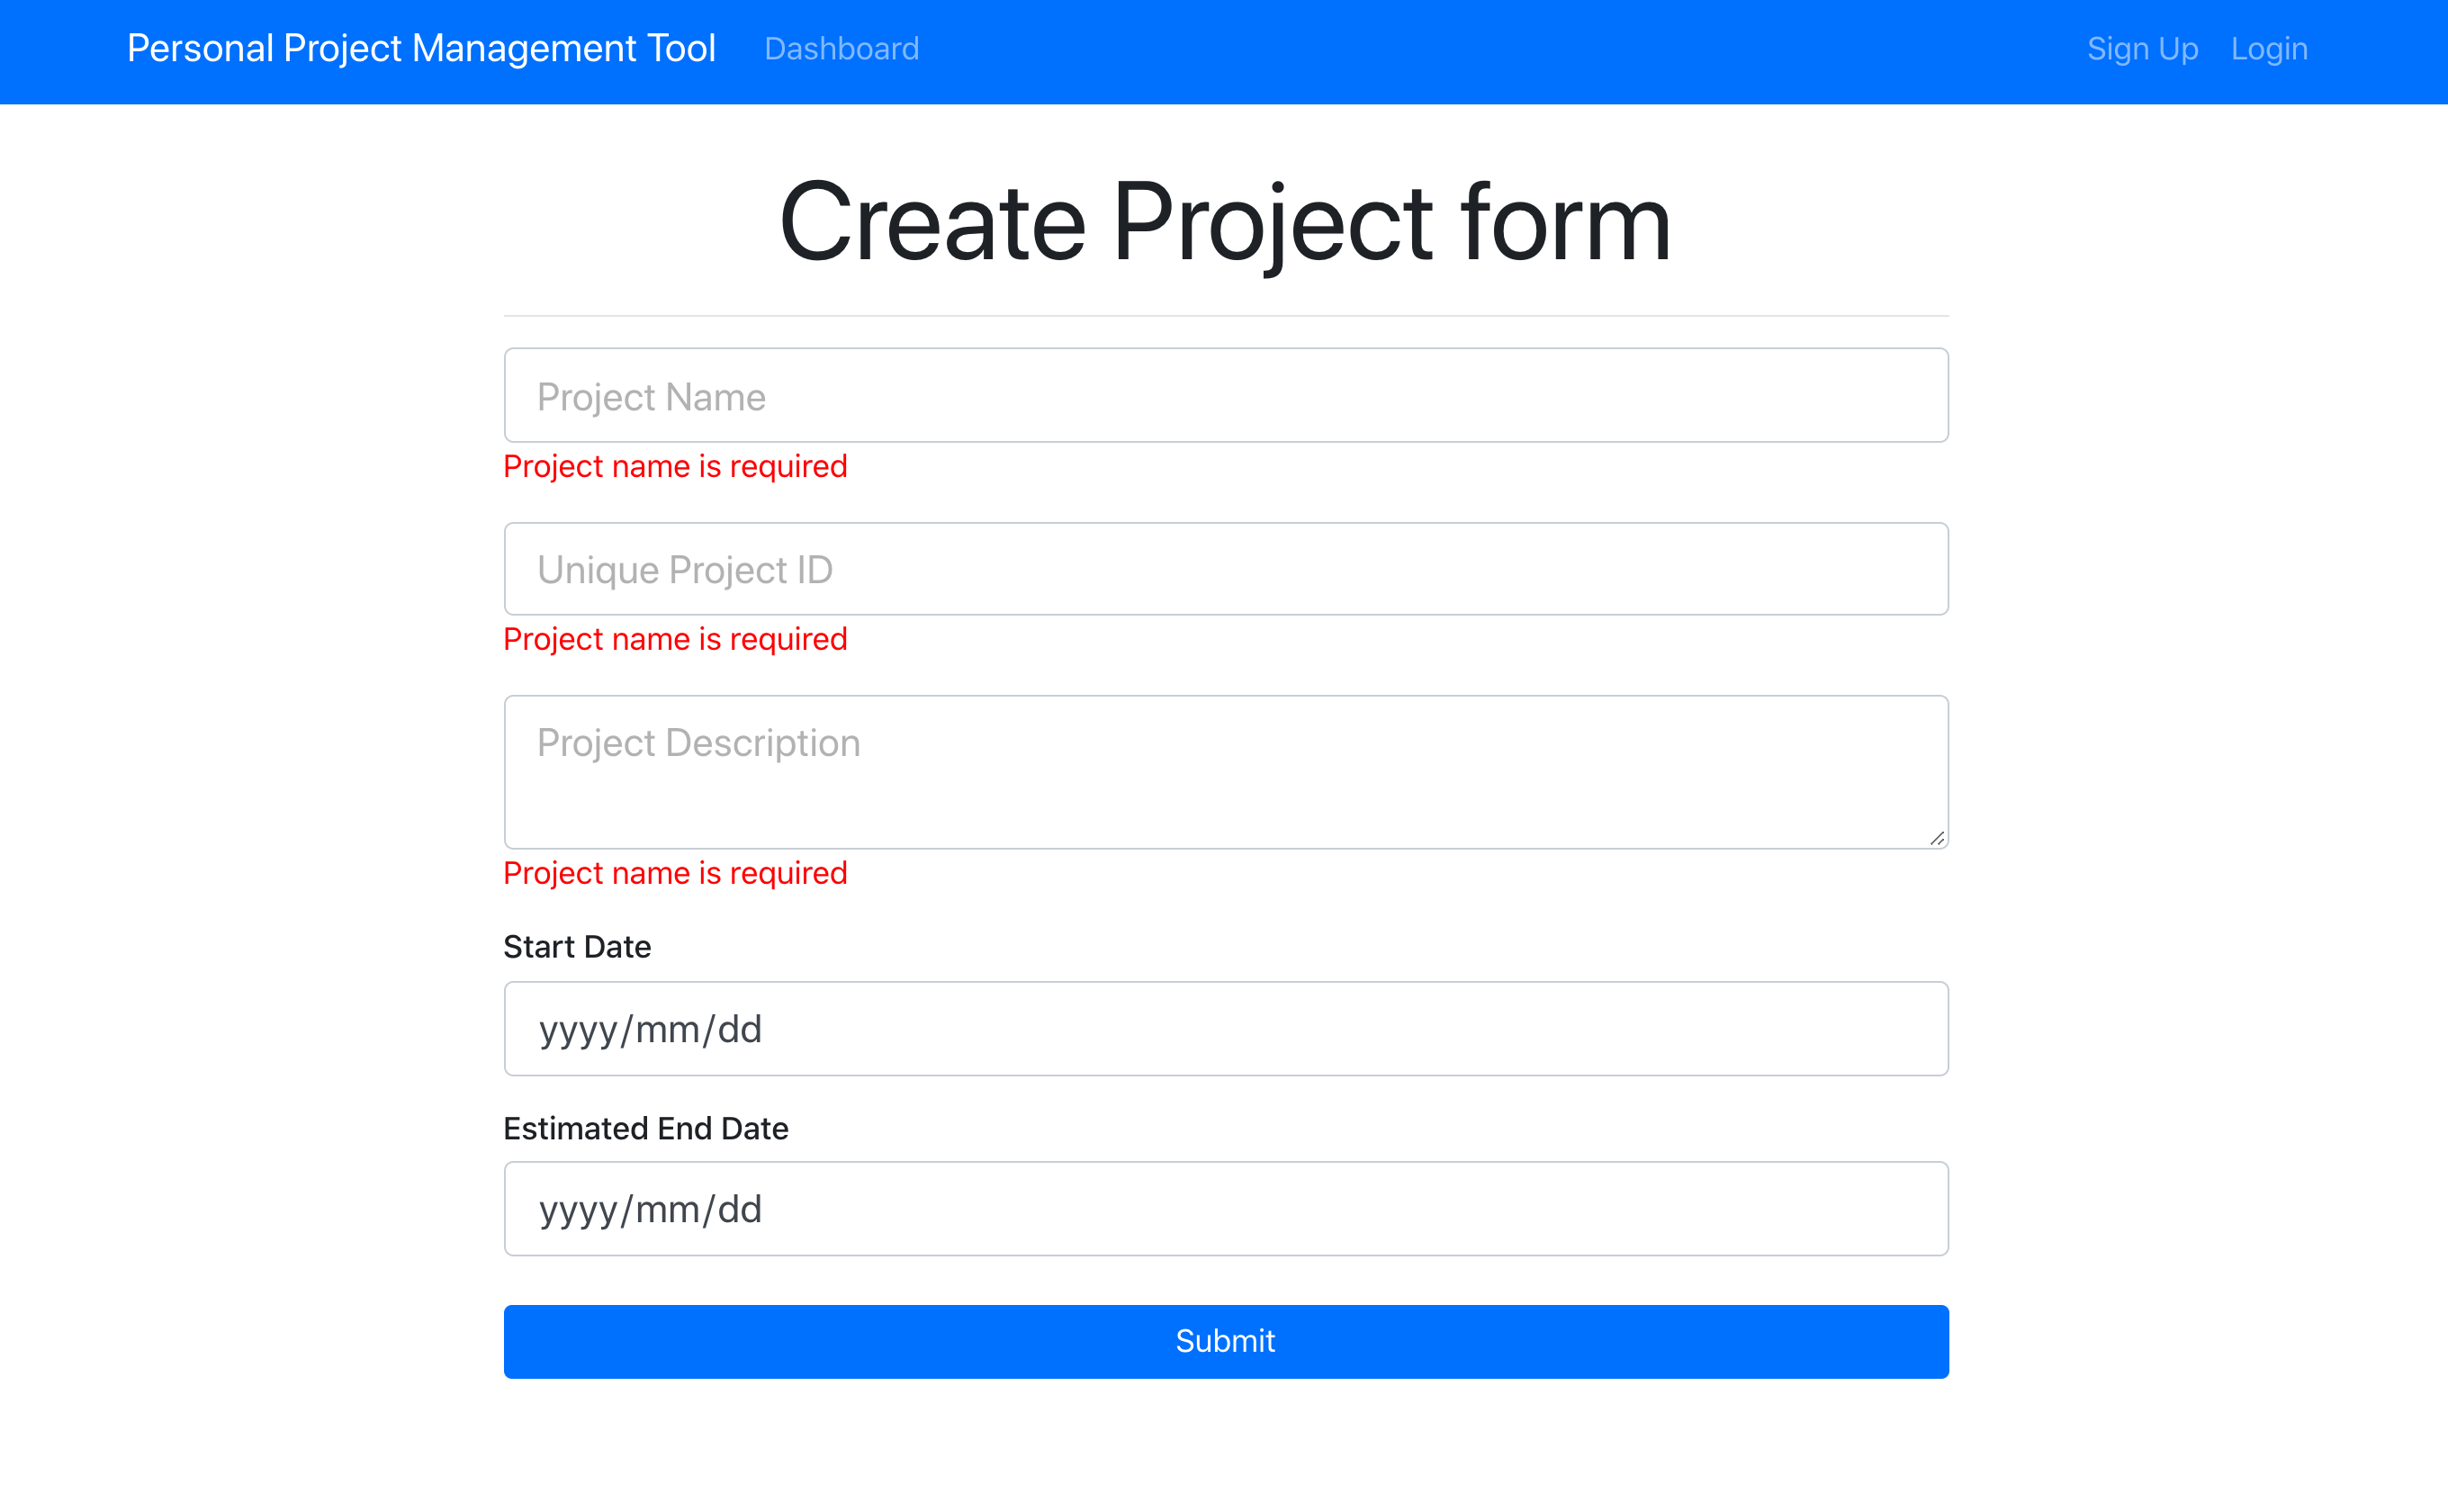 Personal Project Management Tool Dashboard Sign Up Login
Create Project form
Project Name
Project name is required
Unique Project ID
Project name is required
Project Description
Project name is required
Start Date
yyyy/mm/dd
Estimated End Date
yyyy/mm/dd
Submit